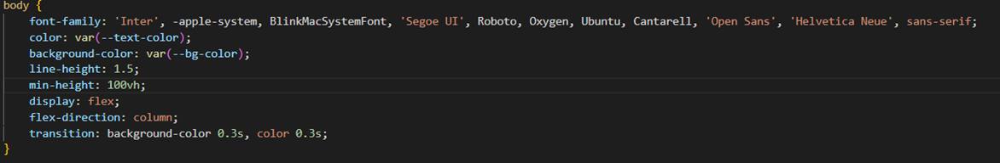 body {
    font-family: 'Inter', -apple-system, BlinkMacSystemFont, 'Segoe UI', Roboto, Oxygen, Ubuntu, Cantarell, 'Open Sans', 'Helvetica Neue', sans-serif;
    color: var(--text-color);
    background-color: var(--bg-color);
    line-height: 1.5;
    min-height: 100vh;
    display: flex;
    flex-direction: column;
    transition: background-color 0.3s, color 0.3s;
}